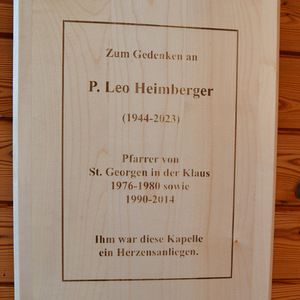 Zum Gedenken an
P. Leo Heimberger
(1944-2023)
Pfarrer von
St. Georgen in der Klaus
1976-1980 sowie
1990-2014
Ihm war diese Kapelle
ein Herzensanliegen.